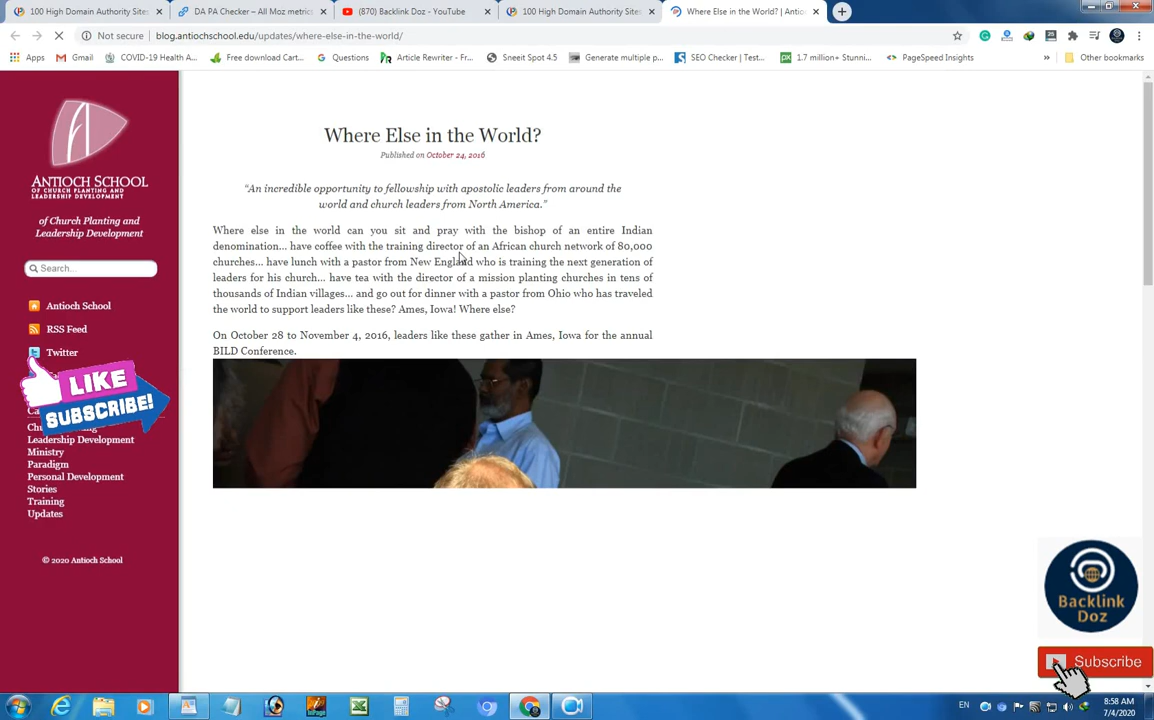 100 High Domain Authority Sites
DA PA Checker – All Moz metrics
(870) Backlink Doz - YouTube
100 High Domain Authority Sites
Where Else in the World? | Antio
Not secure
blog.antiochschool.edu/updates/where-else-in-the-world/
Apps
Gmail
COVID-19 Health A...
Free download Cart...
Questions
Article Rewriter - Fr...
Sneeit Spot 4.5
Generate multiple p...
SEO Checker | Test...
1.7 million+ Stunni...
PageSpeed Insights
»
Other bookmarks
ANTIOCH SCHOOL
OF CHURCH PLANTING AND
LEADERSHIP DEVELOPMENT
of Church Planting and
Leadership Development
Search...
Antioch School
RSS Feed
Twitter
LIKE
SUBSCRIBE!
Leadership Development
Ministry
Paradigm
Personal Development
Stories
Training
Updates
© 2020 Antioch School
Where Else in the World?
Published on October 24, 2016
“An incredible opportunity to fellowship with apostolic leaders from around the
world and church leaders from North America.”
Where else in the world can you sit and pray with the bishop of an entire Indian
denomination... have coffee with the training director of an African church network of 80,000
churches... have lunch with a pastor from New England who is training the next generation of
leaders for his church... have tea with the director of a mission planting churches in tens of
thousands of Indian villages... and go out for dinner with a pastor from Ohio who has traveled
the world to support leaders like these? Ames, Iowa! Where else?
On October 28 to November 4, 2016, leaders like these gather in Ames, Iowa for the annual
BILD Conference.
Backlink
Doz
Subscribe
EN
8:58 AM
7/4/2020